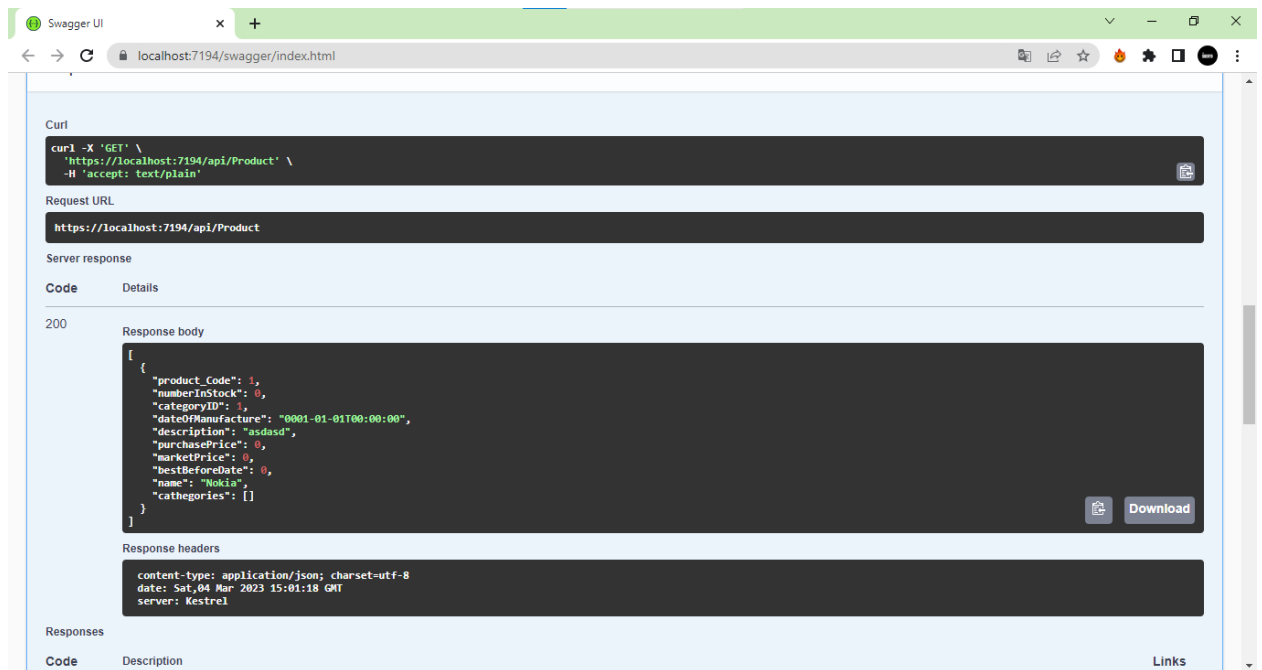 Swagger UI
localhost:7194/swagger/index.html
Curl
curl -X 'GET' \
'https://localhost:7194/api/Product' \
-H 'accept: text/plain'
Request URL
https://localhost:7194/api/Product
Server response
Code Details
200
Response body
[
{
"product_Code": 1,
"numberInStock": 0,
"categoryID": 1,
"dateOfManufacture": "0001-01-01T00:00:00",
"description": "asdasd",
"purchasePrice": 0,
"marketPrice": 0,
"bestBeforeDate": 0,
"name": "Nokia",
"cathegories": []
}
]
Download
Response headers
content-type: application/json; charset=utf-8
date: Sat,04 Mar 2023 15:01:18 GMT
server: Kestrel
Responses
Code Description Links